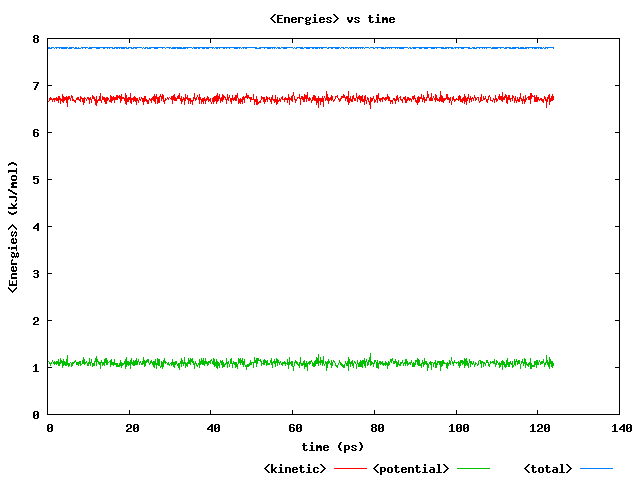 <Energies> vs time
8
7
6
5
4
3
2
1
0
<Energies> (kJ/mol)
0 20 40 60 80 100 120 140
time (ps)
<kinetic> <potential> <total>